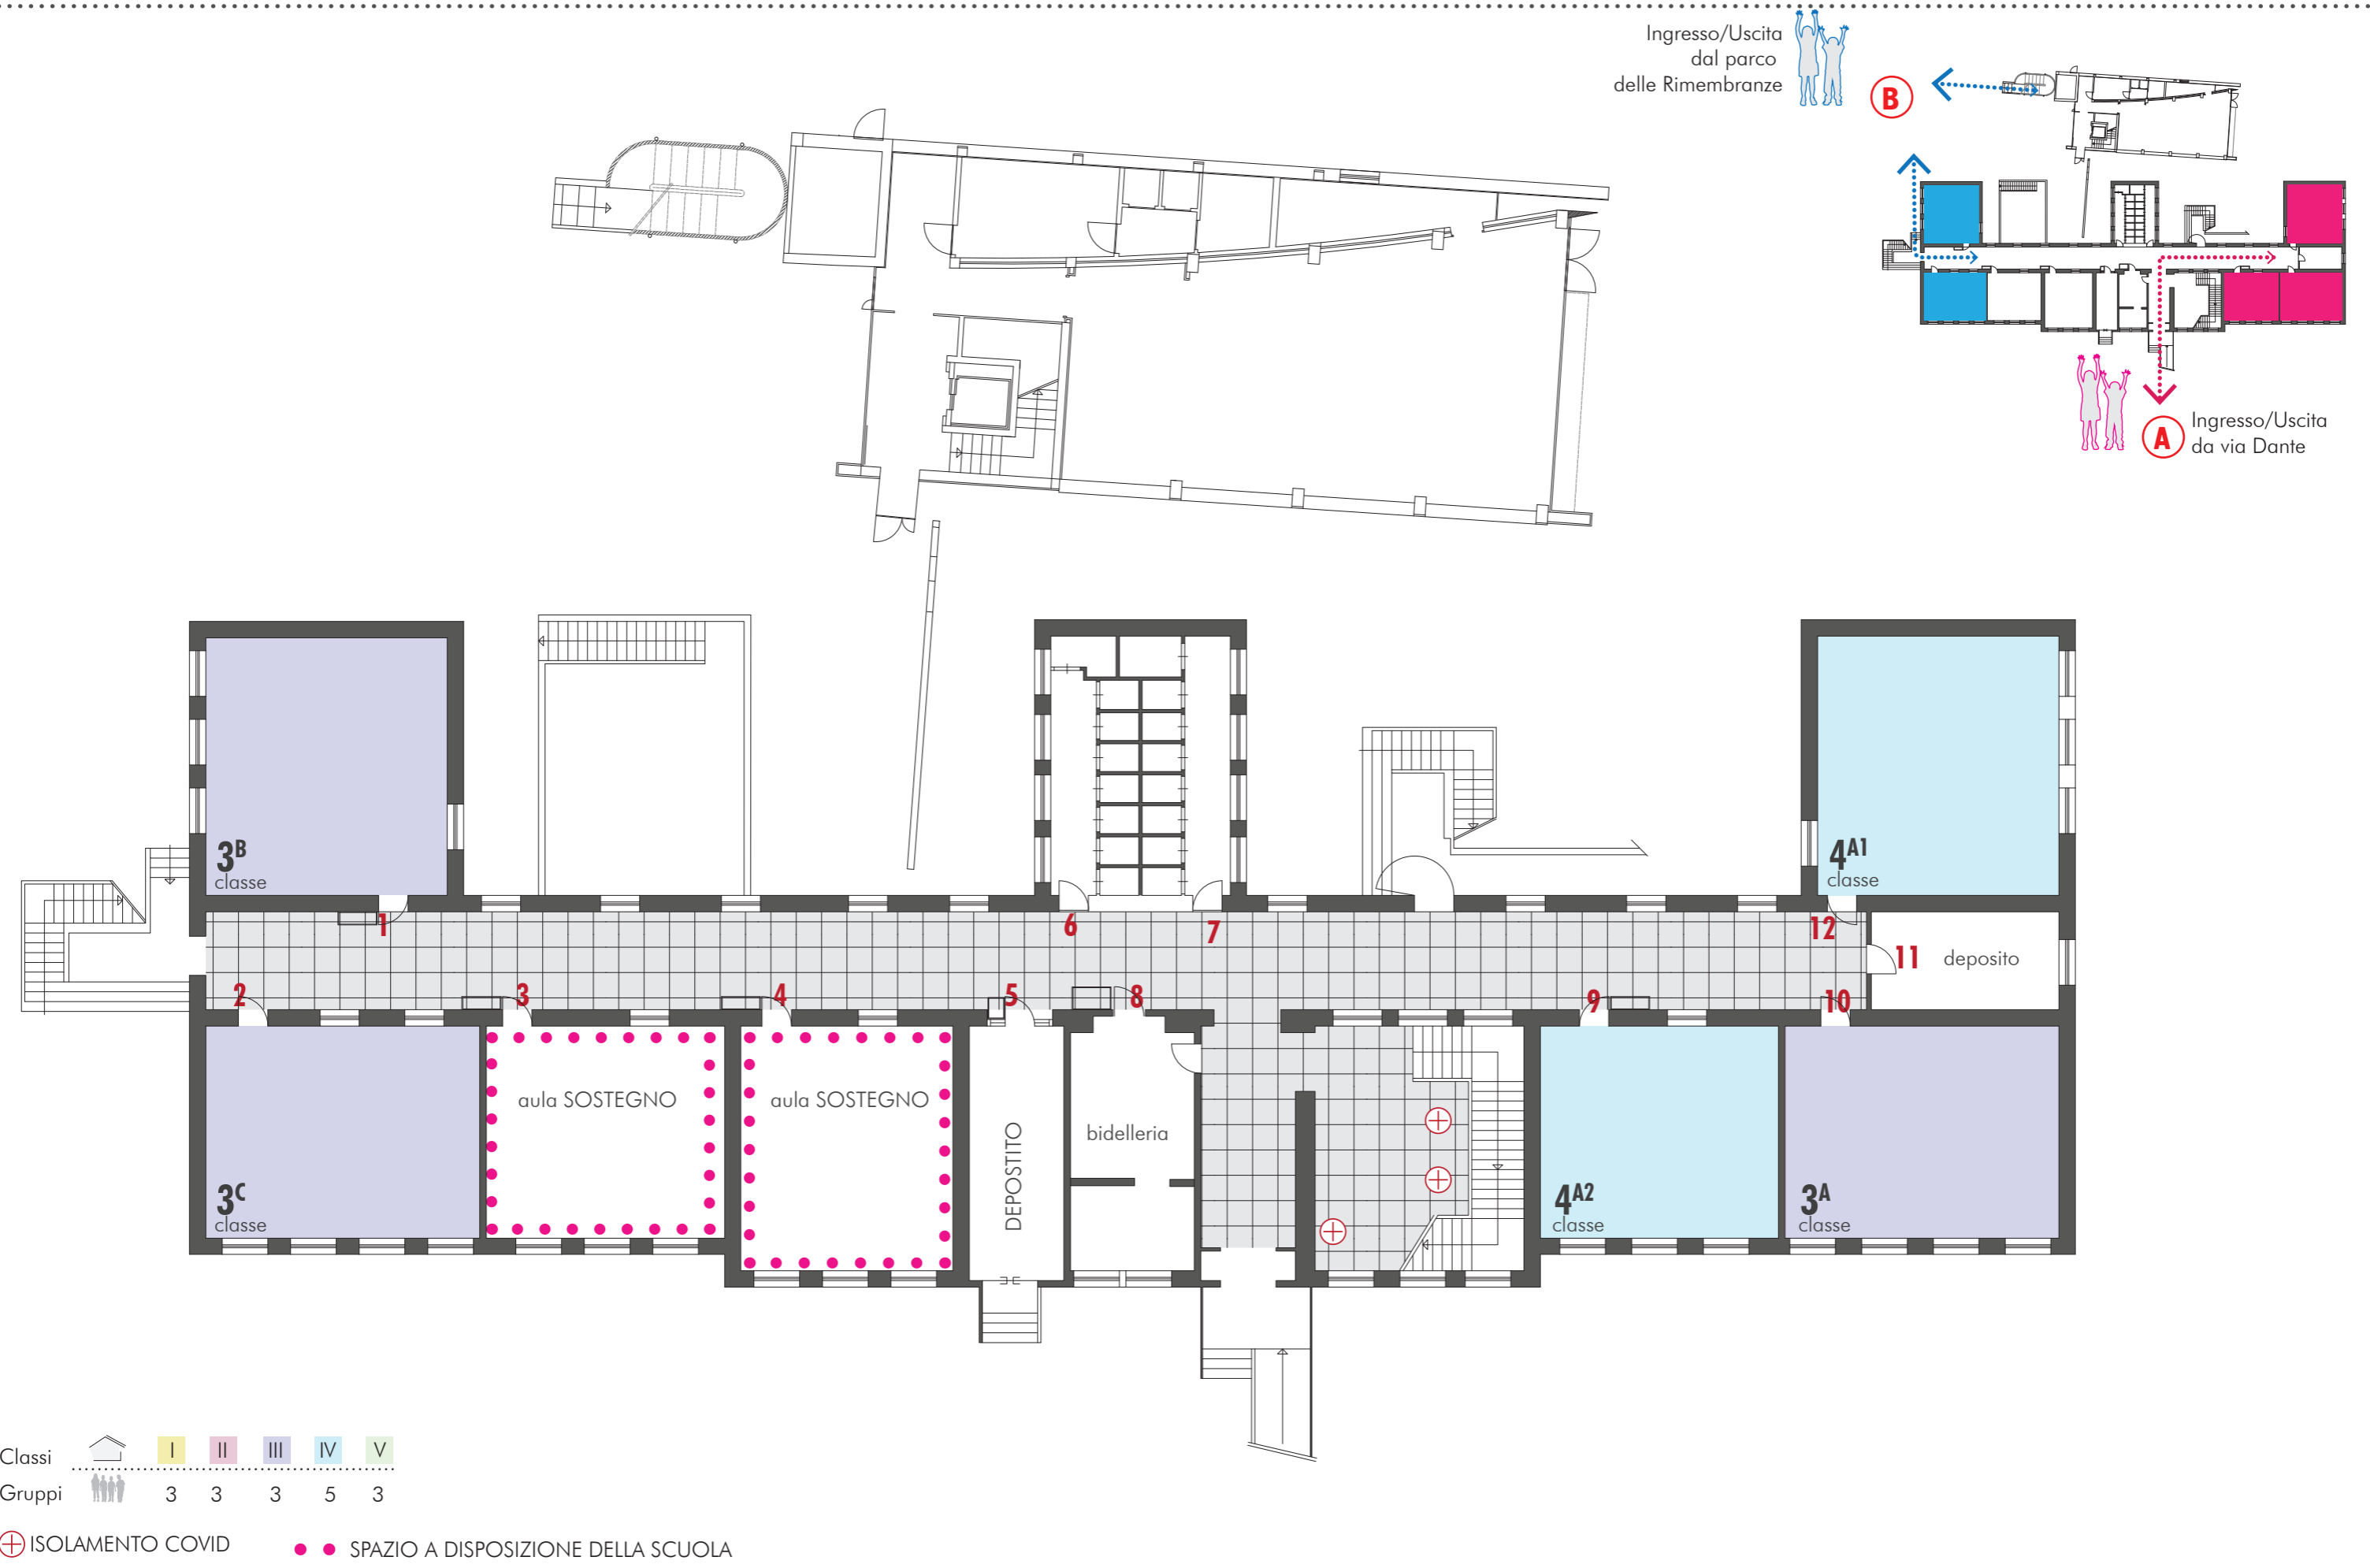 Ingresso/Uscita
dal parco
delle Rimembranze
B
A
Ingresso/Uscita
da via Dante
3B
classe
4A1
classe
1
6
7
12
11
deposito
2
3
4
5
8
9
10
aula SOSTEGNO
aula SOSTEGNO
DEPOSTITO
bidelleria
3C
classe
4A2
classe
3A
classe
Classi I II III IV V
Gruppi 3 3 3 5 3
ISOLAMENTO COVID
SPAZIO A DISPOSIZIONE DELLA SCUOLA